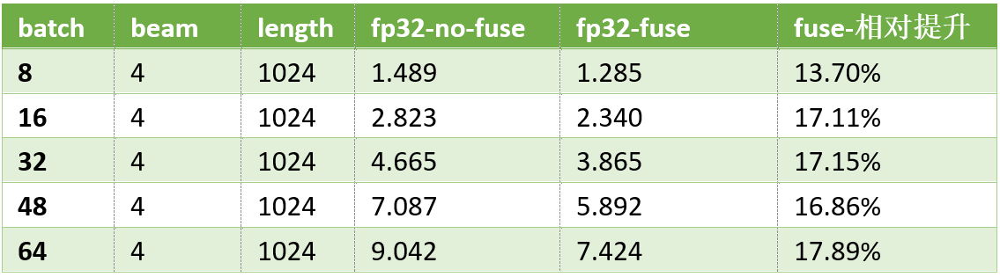 batch beam length fp32-no-fuse fp32-fuse fuse-相对提升
8 4 1024 1.489 1.285 13.70%
16 4 1024 2.823 2.340 17.11%
32 4 1024 4.665 3.865 17.15%
48 4 1024 7.087 5.892 16.86%
64 4 1024 9.042 7.424 17.89%